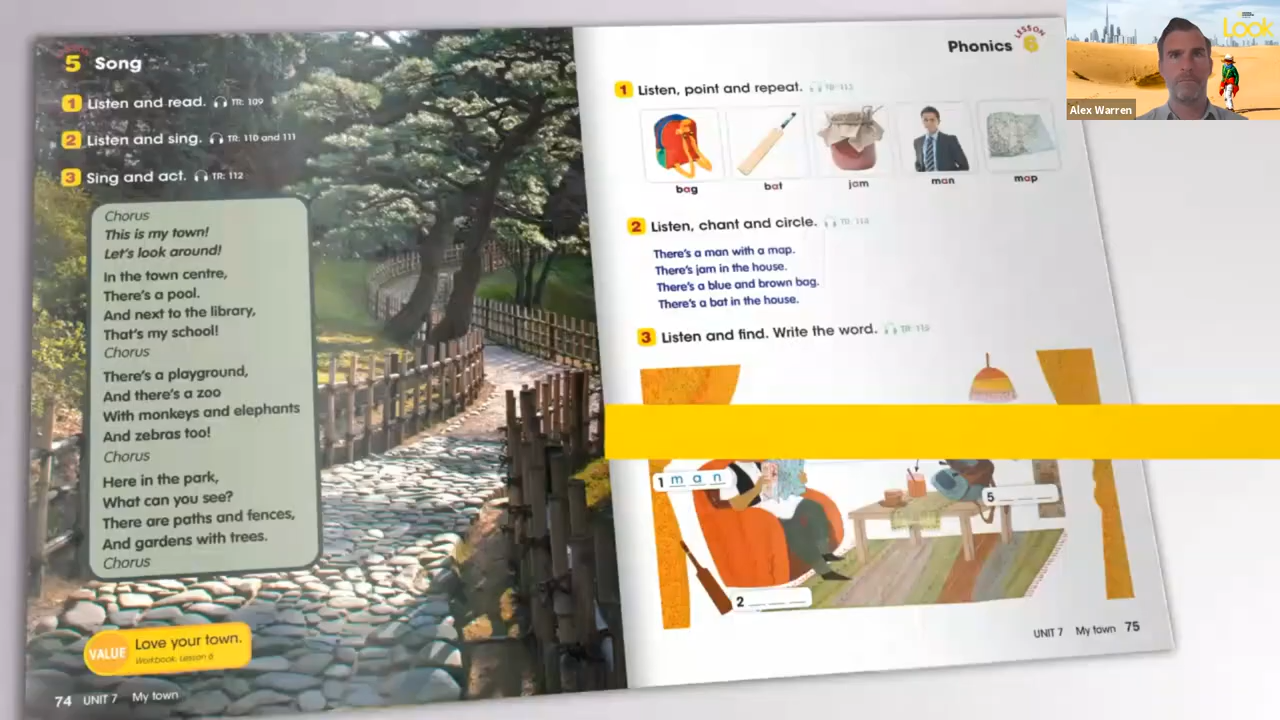 5 Song
1 Listen and read. TR: 109
2 Listen and sing. TR: 110 and 111
3 Sing and act. TR: 112
Chorus
This is my town!
Let's look around!
In the town centre,
There's a pool.
And next to the library,
That's my school!
Chorus
There's a playground,
And there's a zoo
With monkeys and elephants
And zebras too!
Chorus
Here in the park,
What can you see?
There are paths and fences,
And gardens with trees.
Chorus
VALUE
Love your town.
Workbook, Lesson 6
74 UNIT 7 My town
Phonics LESSON 6
1 Listen, point and repeat. TR: 113
bag bat jam man map
2 Listen, chant and circle. TR: 114
There's a man with a map.
There's jam in the house.
There's a blue and brown bag.
There's a bat in the house.
3 Listen and find. Write the word. TR: 115
1 m a n
5
2
UNIT 7 My town 75
Look
Alex Warren